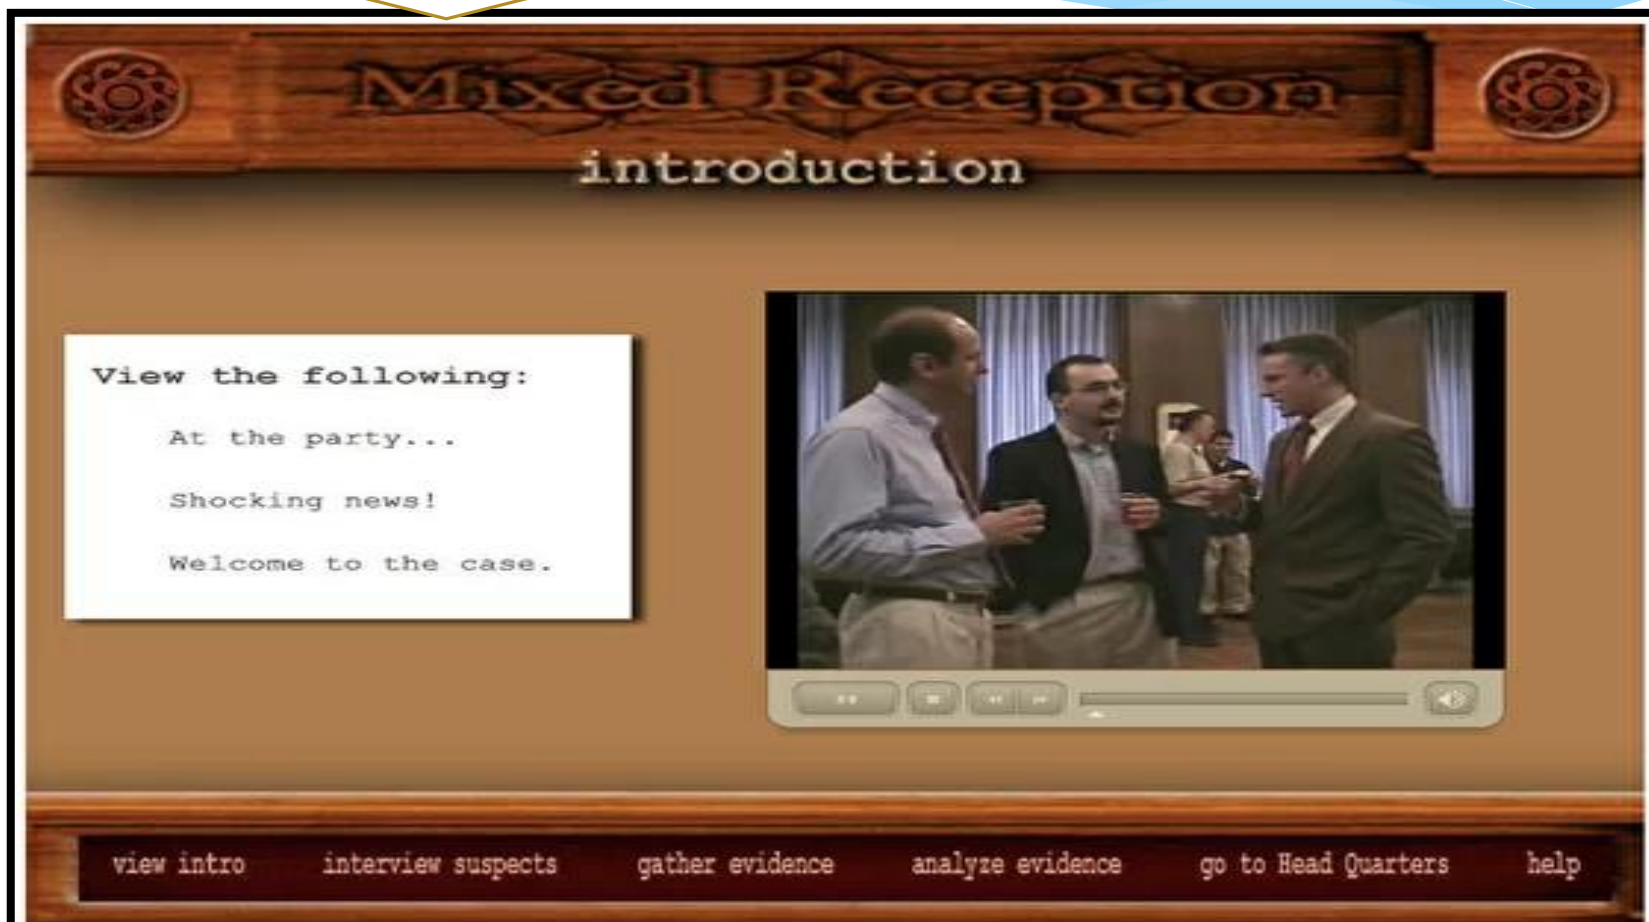 Mixed Reception
introduction
View the following:
At the party...
Shocking news!
Welcome to the case.
view intro interview suspects gather evidence analyze evidence go to Head Quarters help